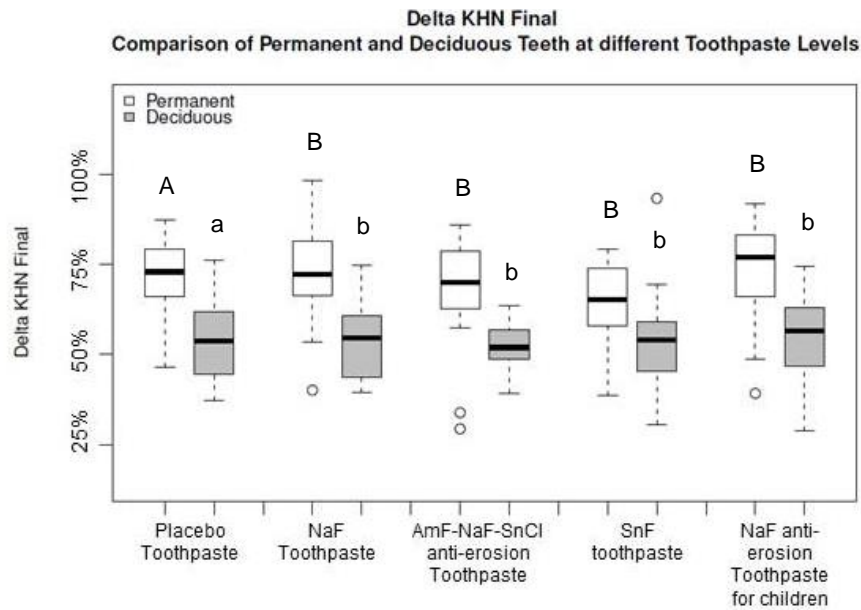 Delta KHN Final
Comparison of Permanent and Deciduous Teeth at different Toothpaste Levels
Permanent
Deciduous
Delta KHN Final
100%
75%
50%
25%
A
a
B
b
B
b
B
b
B
b
Placebo
Toothpaste
NaF
Toothpaste
AmF-NaF-SnCl
anti-erosion
Toothpaste
SnF
toothpaste
NaF anti-
erosion
Toothpaste
for children